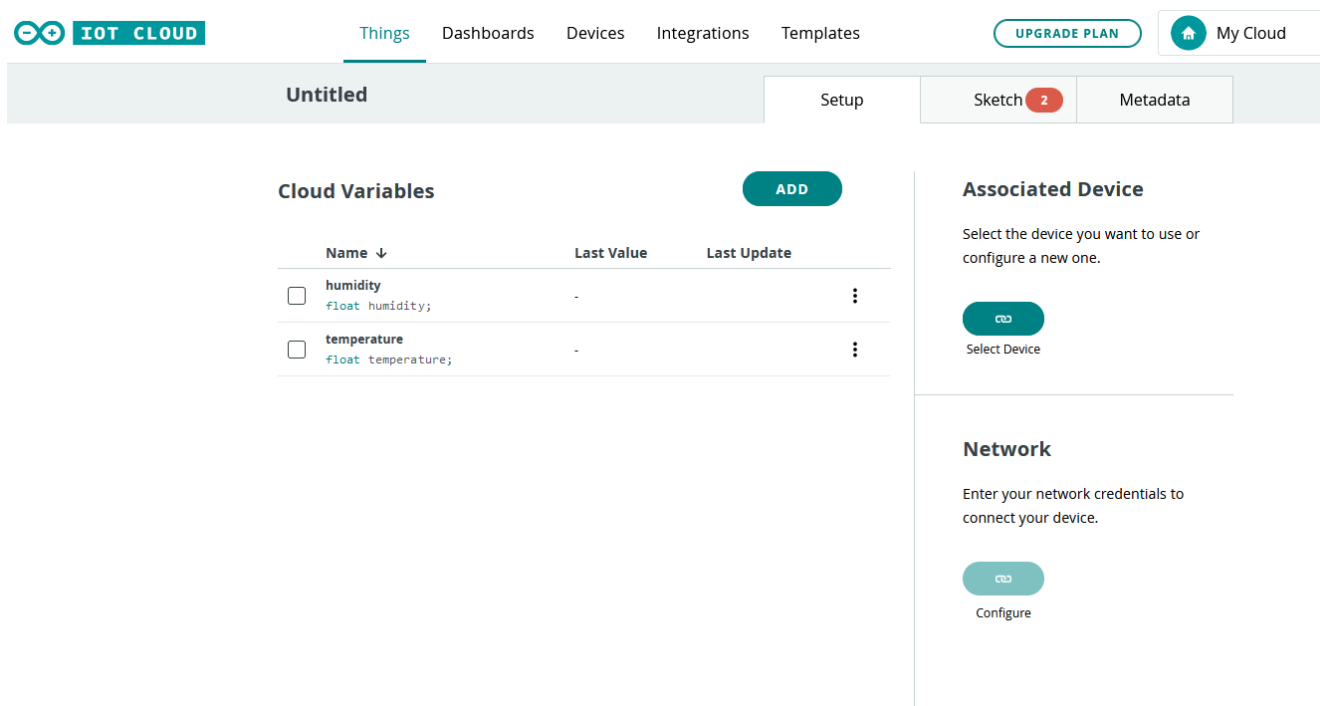 IOT CLOUD Things Dashboards Devices Integrations Templates UPGRADE PLAN My Cloud
Untitled Setup Sketch 2 Metadata
Cloud Variables ADD
Name ↓ Last Value Last Update
humidity
float humidity; -
temperature
float temperature; -
Associated Device
Select the device you want to use or
configure a new one.
Select Device
Network
Enter your network credentials to
connect your device.
Configure